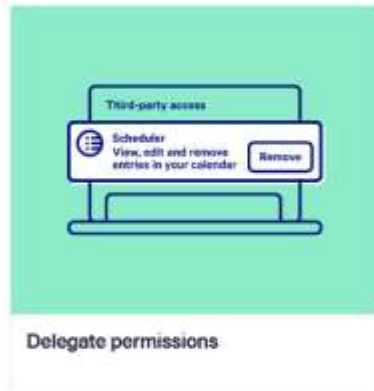 Third-party access
Scheduler
View, edit and remove
entries in your calendar
Remove
Delegate permissions